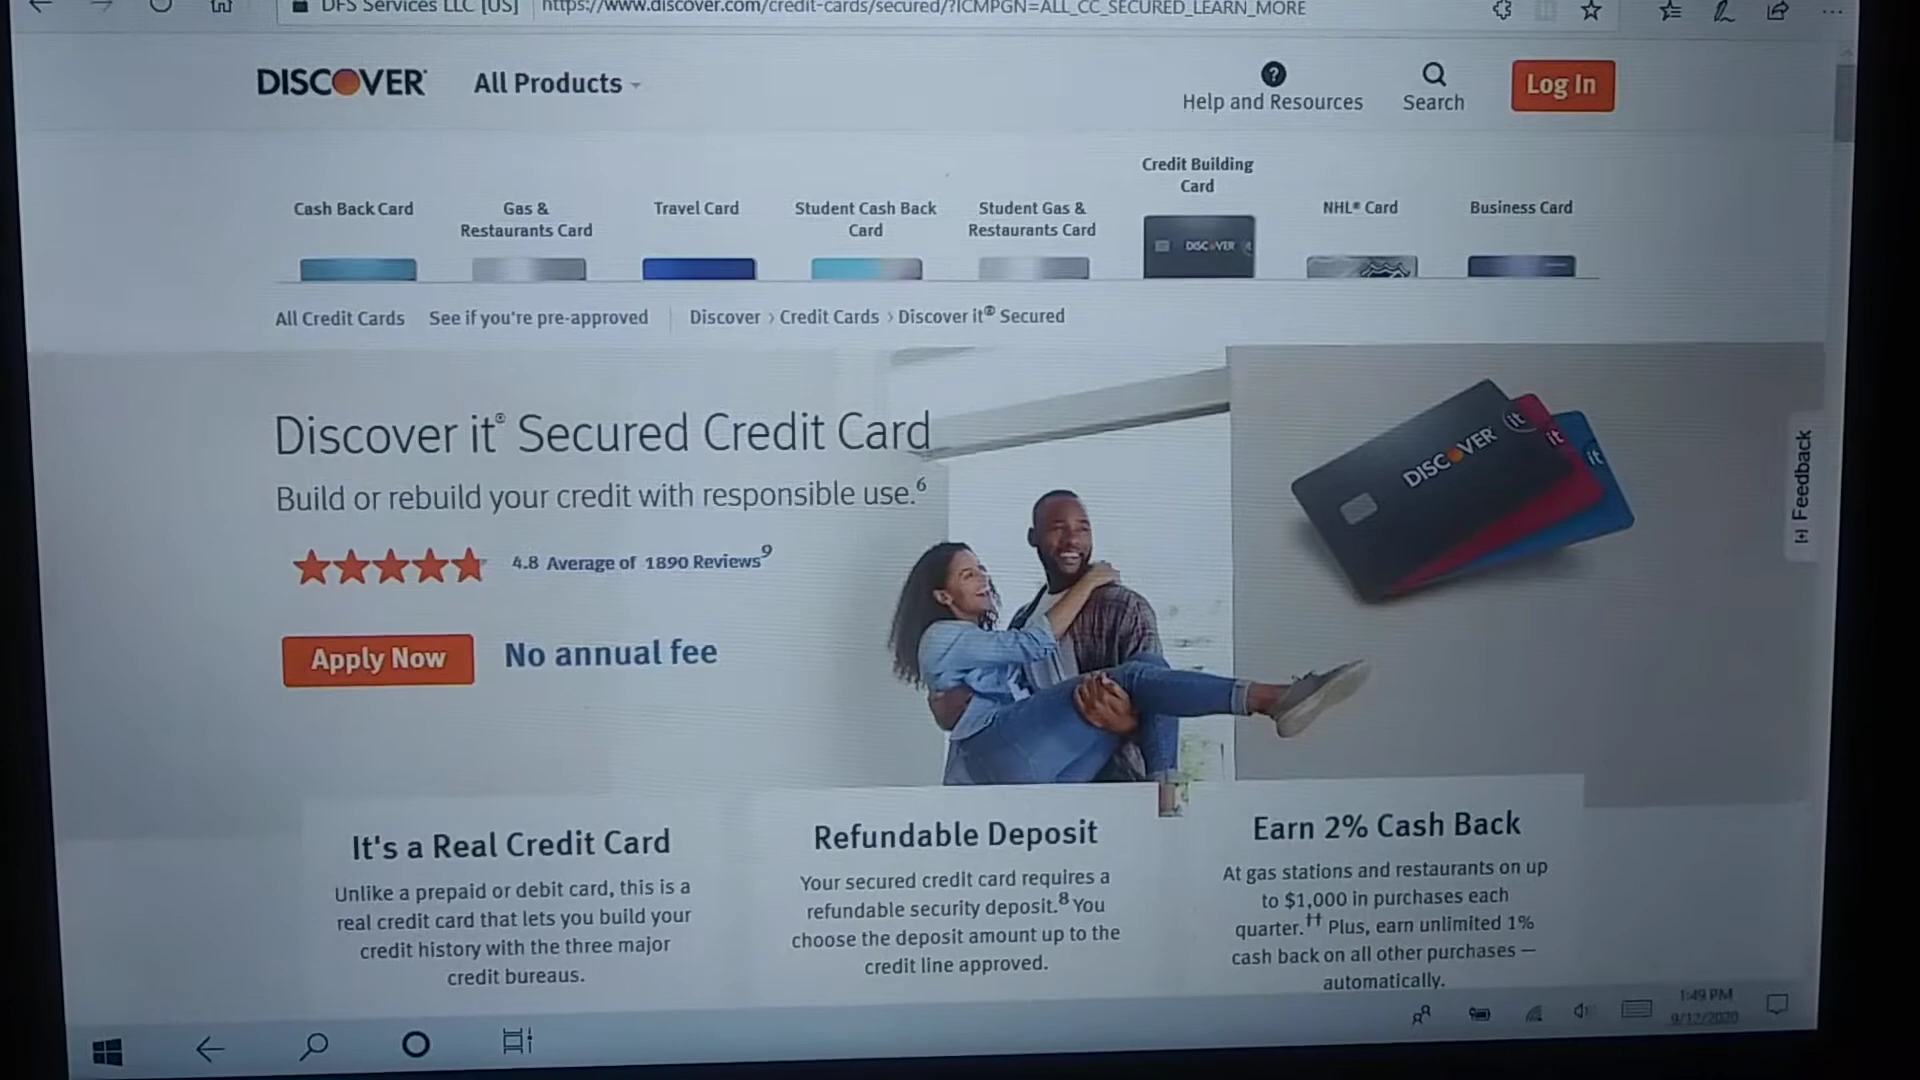 DFS Services LLC [US] https://www.discover.com/credit-cards/secured/?ICMPGN=ALL_CC_SECURED_LEARN_MORE
DISCOVER All Products Help and Resources Search Log In
Cash Back Card
Gas &
Restaurants Card
Travel Card
Student Cash Back
Card
Student Gas &
Restaurants Card
Credit Building
Card
DISCOVER
NHL® Card
Business Card
All Credit Cards See if you're pre-approved Discover › Credit Cards › Discover it® Secured
Discover it® Secured Credit Card
Build or rebuild your credit with responsible use.⁶
4.8 Average of 1890 Reviews⁹
Apply Now No annual fee
DISCOVER it
it
it
[+] Feedback
It's a Real Credit Card
Unlike a prepaid or debit card, this is a
real credit card that lets you build your
credit history with the three major
credit bureaus.
Refundable Deposit
Your secured credit card requires a
refundable security deposit.⁸ You
choose the deposit amount up to the
credit line approved.
Earn 2% Cash Back
At gas stations and restaurants on up
to $1,000 in purchases each
quarter.†† Plus, earn unlimited 1%
cash back on all other purchases —
automatically.
1:49 PM
9/12/2020